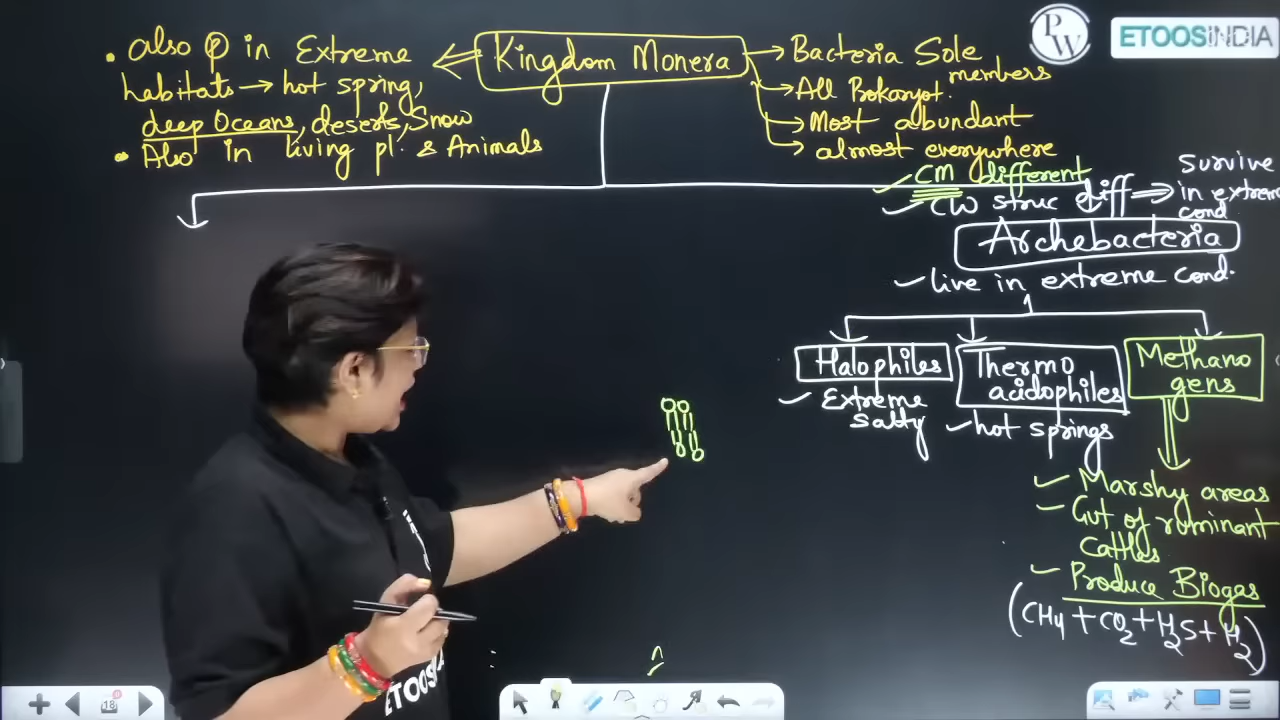 • also ⓟ in Extreme
habitats → hot spring,
deep Oceans, deserts, Snow
• Also in living pl. & Animals
Kingdom Monera
→ Bacteria Sole
members
→ All Prokaryot.
→ Most abundant
→ almost everywhere
PW
ETOOSINDIA
✓ CM different
✓ CW struc diff ⇒ Survive
in extreme
cond
Archebacteria
✓ live in extreme cond.
Halophiles
✓ Extreme
salty
Thermo
acidophiles
✓ hot springs
Methano
gens
✓ Marshy areas
✓ Gut of ruminant
Cattles
✓ Produce Biogas
(CH4 + CO2 + H2S + H2)
18